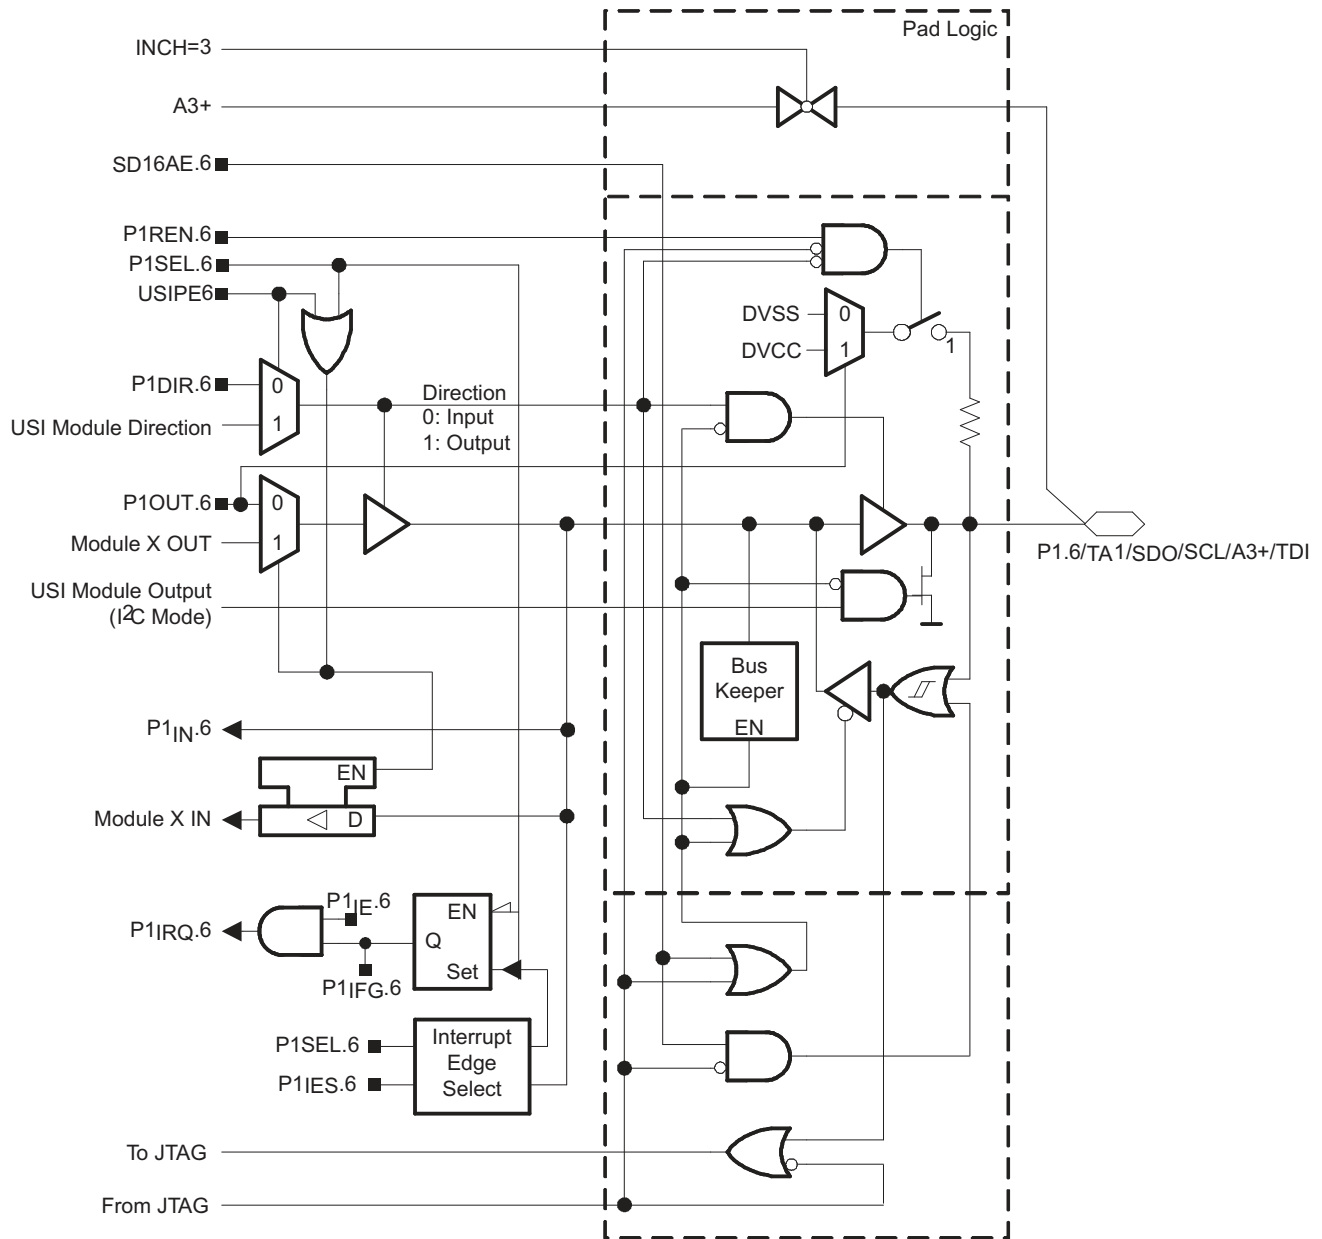 Pad Logic
INCH=3
A3+
SD16AE.6
P1REN.6
P1SEL.6
USIPE6
DVSS
0
DVCC
1
1
P1DIR.6
0
USI Module Direction
1
Direction
0: Input
1: Output
P1OUT.6
0
Module X OUT
1
P1.6/TA1/SDO/SCL/A3+/TDI
USI Module Output
(I2C Mode)
Bus
Keeper
EN
P1IN.6
EN
Module X IN
D
P1IE.6
EN
P1IRQ.6
Q
Set
P1IFG.6
P1SEL.6
Interrupt
Edge
Select
P1IES.6
To JTAG
From JTAG